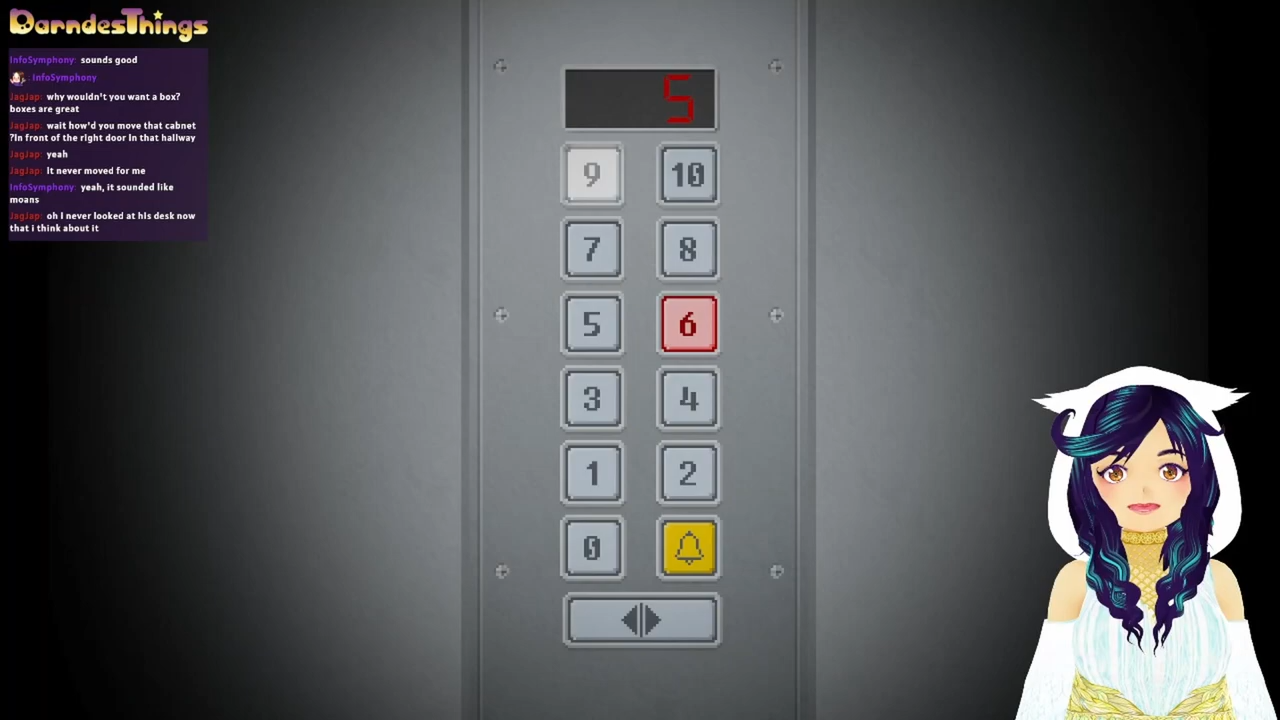 DarndesThings
InfoSymphony: sounds good
: InfoSymphony
JagJap: why wouldn't you want a box?
boxes are great
JagJap: wait how'd you move that cabnet
?In front of the right door in that hallway
JagJap: yeah
JagJap: It never moved for me
InfoSymphony: yeah, it sounded like
moans
JagJap: oh I never looked at his desk now
that i think about it
5
9 10
7 8
5 6
3 4
1 2
0